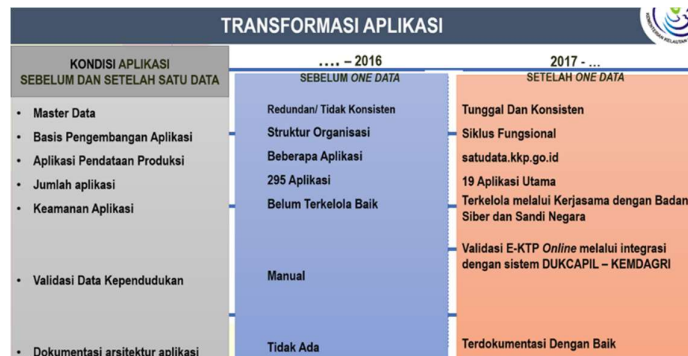 TRANSFORMASI APLIKASI
KONDISI APLIKASI
SEBELUM DAN SETELAH SATU DATA
.... – 2016
SEBELUM ONE DATA
2017 - ...
SETELAH ONE DATA
• Master Data
Redundan/ Tidak Konsisten
Tunggal Dan Konsisten
• Basis Pengembangan Aplikasi
Struktur Organisasi
Siklus Fungsional
• Aplikasi Pendataan Produksi
Beberapa Aplikasi
satudata.kkp.go.id
• Jumlah aplikasi
295 Aplikasi
19 Aplikasi Utama
• Keamanan Aplikasi
Belum Terkelola Baik
Terkelola melalui Kerjasama dengan Badan
Siber dan Sandi Negara
• Validasi Data Kependudukan
Manual
Validasi E-KTP Online melalui integrasi
dengan sistem DUKCAPIL – KEMDAGRI
• Dokumentasi arsitektur aplikasi
Tidak Ada
Terdokumentasi Dengan Baik